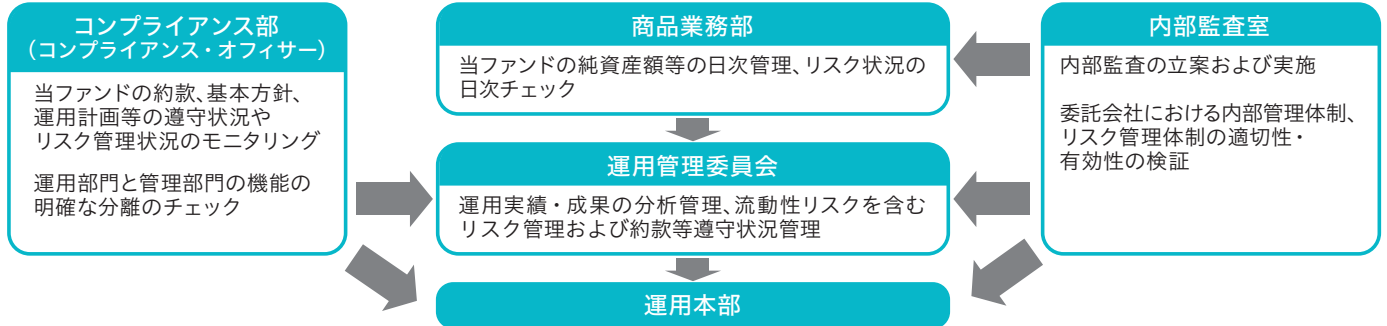 コンプライアンス部
（コンプライアンス・オフィサー）
当ファンドの約款、基本方針、
運用計画等の遵守状況や
リスク管理状況のモニタリング
運用部門と管理部門の機能の
明確な分離のチェック
商品業務部
当ファンドの純資産額等の日次管理、リスク状況の
日次チェック
運用管理委員会
運用実績・成果の分析管理、流動性リスクを含む
リスク管理および約款等遵守状況管理
運用本部
内部監査室
内部監査の立案および実施
委託会社における内部管理体制、
リスク管理体制の適切性・
有効性の検証